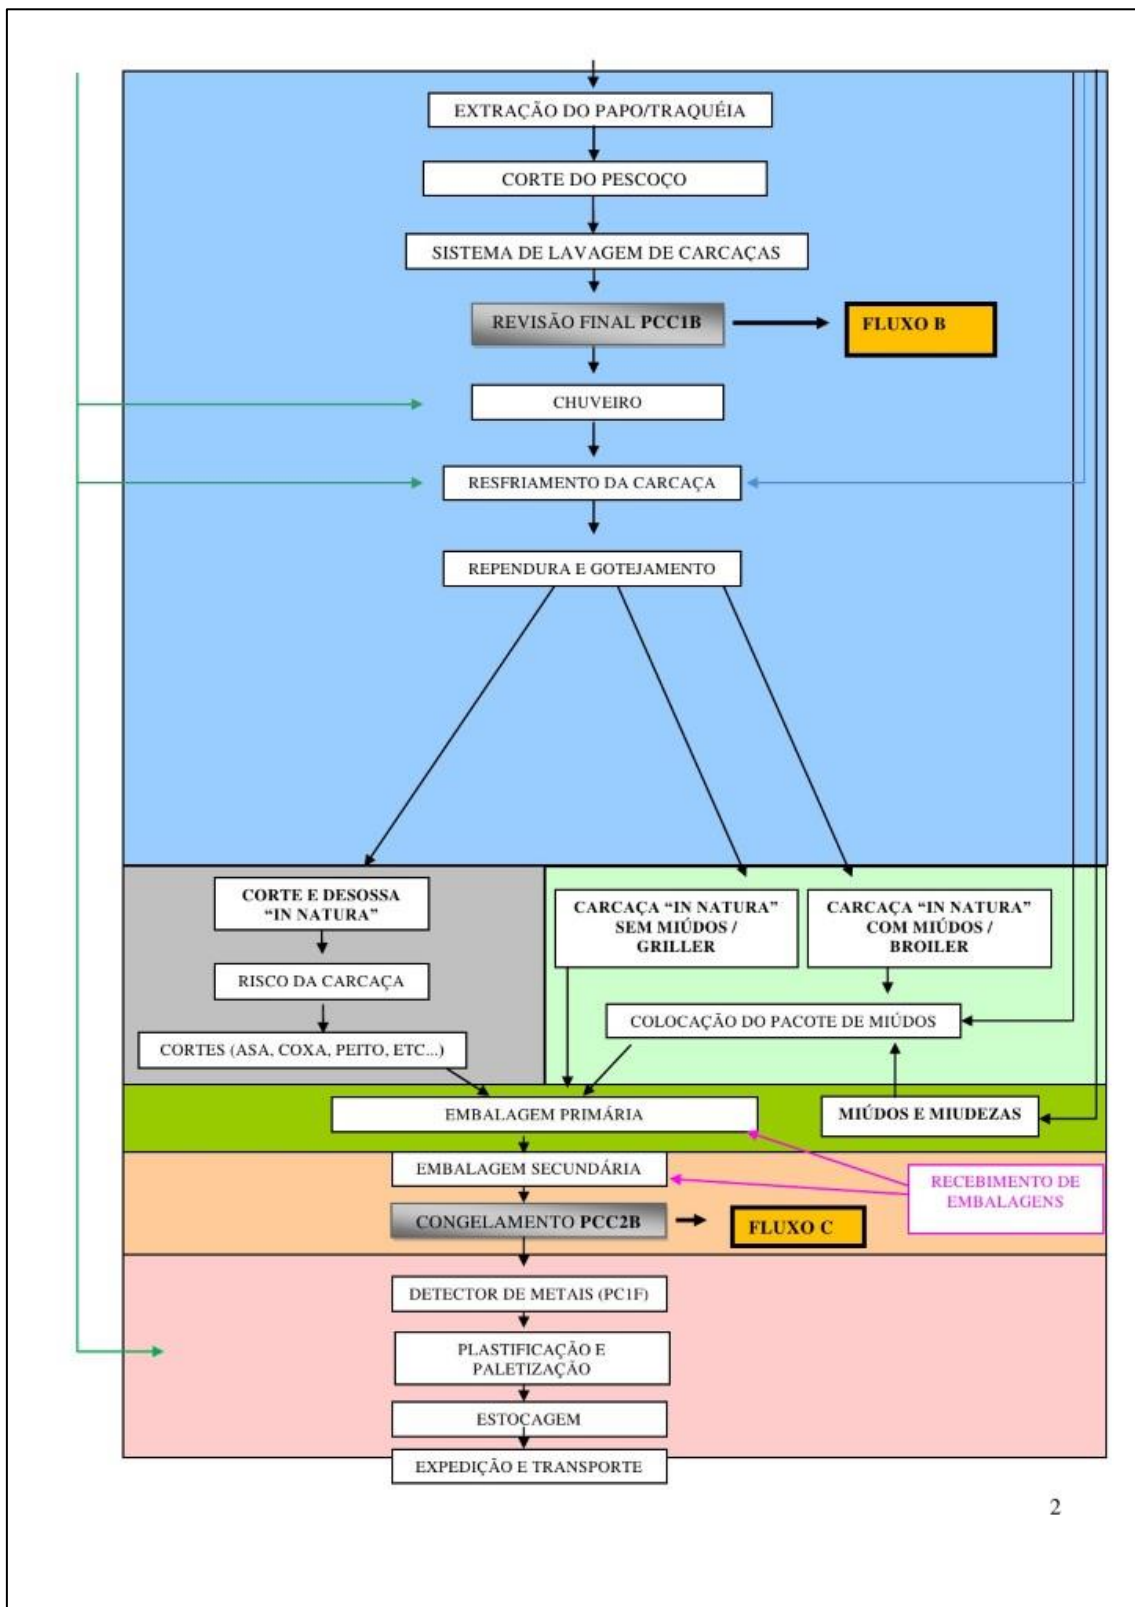 EXTRAÇÃO DO PAPO/TRAQUÉIA
CORTE DO PESCOÇO
SISTEMA DE LAVAGEM DE CARCAÇAS
REVISÃO FINAL PCC1B
FLUXO B
CHUVEIRO
RESFRIAMENTO DA CARCAÇA
REPENDURA E GOTEJAMENTO
CORTE E DESOSSA
“IN NATURA”
CARCAÇA “IN NATURA”
SEM MIÚDOS /
GRILLER
CARCAÇA “IN NATURA”
COM MIÚDOS /
BROILER
RISCO DA CARCAÇA
COLOCAÇÃO DO PACOTE DE MIÚDOS
CORTES (ASA, COXA, PEITO, ETC...)
EMBALAGEM PRIMÁRIA
MIÚDOS E MIUDEZAS
EMBALAGEM SECUNDÁRIA
RECEBIMENTO DE
EMBALAGENS
CONGELAMENTO PCC2B
FLUXO C
DETECTOR DE METAIS (PC1F)
PLASTIFICAÇÃO E
PALETIZAÇÃO
ESTOCAGEM
EXPEDIÇÃO E TRANSPORTE
2